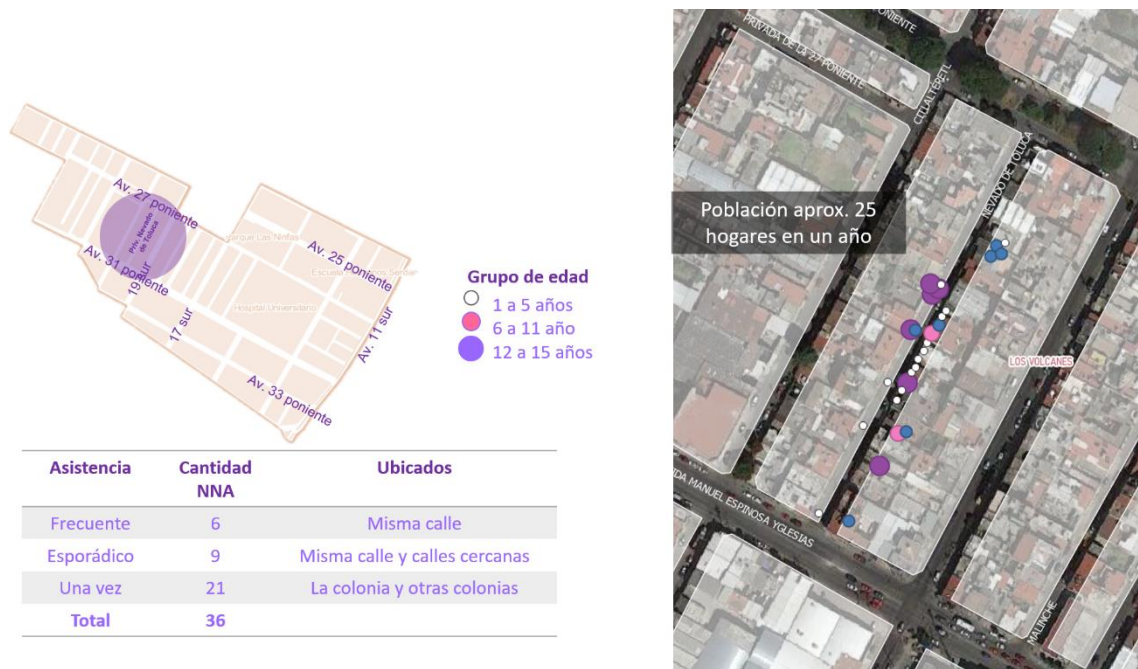 Av. 27 poniente
Priv. Nevado
de Toluca
Av. 31 poniente
19 sur
17 sur
Parque Las Ninfas
Av. 25 poniente
Hospital Universitario
Av. 11 sur
Av. 33 poniente
Grupo de edad
1 a 5 años
6 a 11 año
12 a 15 años
Asistencia Cantidad NNA Ubicados
Frecuente 6 Misma calle
Esporádico 9 Misma calle y calles cercanas
Una vez 21 La colonia y otras colonias
Total 36
PONIENTE
PRIVADA DE LA 27 PONIENTE
NEVADO DE TOLUCA
Población aprox. 25
hogares en un año
LOS VOLCANES
MANUEL ESPINOSA YGLESIAS
MALINCHE